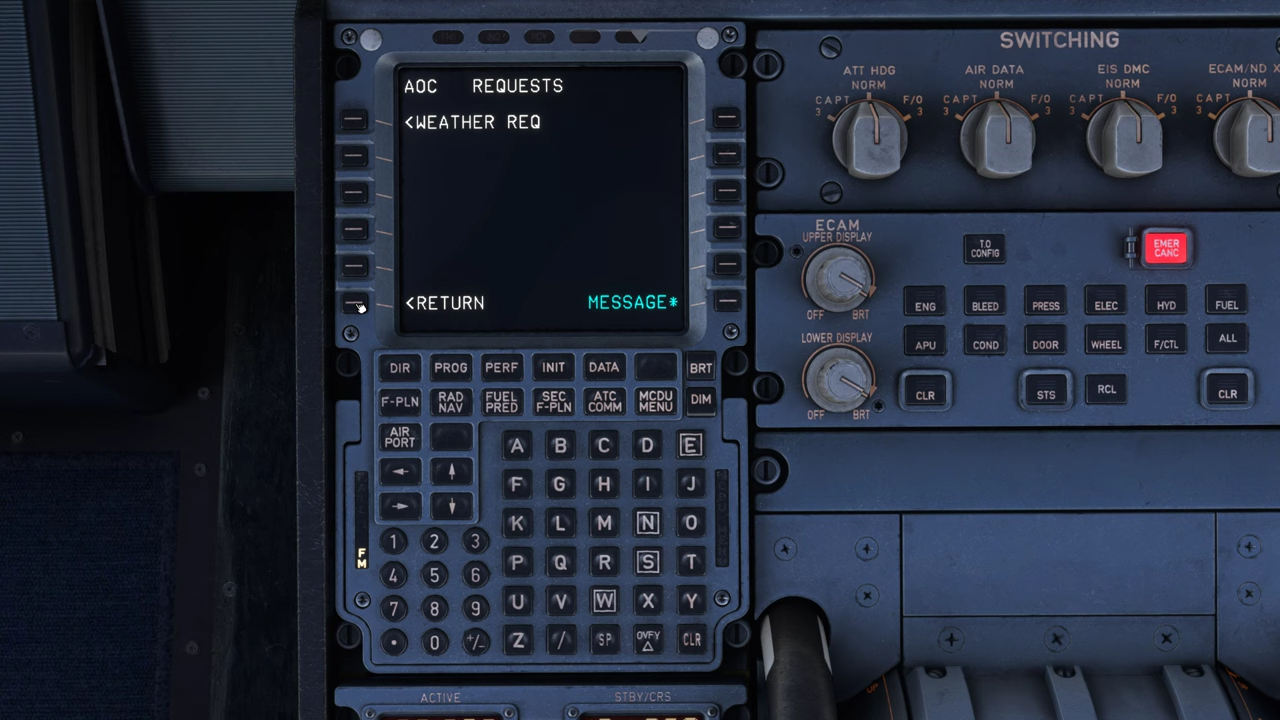 AOC REQUESTS
<WEATHER REQ
<RETURN MESSAGE*
DIR PROG PERF INIT DATA BRT
F-PLN RAD NAV FUEL PRED SEC F-PLN ATC COMM MCDU MENU DIM
AIR PORT
A B C D E
F G H I J
K L M N O
1 2 3
FM
4 5 6
P Q R S T
7 8 9
U V W X Y
. 0 +/-
Z / SP OVFY Δ CLR
ACTIVE STBY/CRS
SWITCHING
ATT HDG AIR DATA EIS DMC ECAM/ND X
NORM NORM NORM NORM
CAPT F/O CAPT F/O CAPT F/O CAPT
3 3 3 3 3 3 3
ECAM
UPPER DISPLAY
OFF BRT
T.O CONFIG
EMER CANC
ENG BLEED PRESS ELEC HYD FUEL
LOWER DISPLAY
APU COND DOOR WHEEL F/CTL ALL
CLR STS RCL CLR
OFF BRT